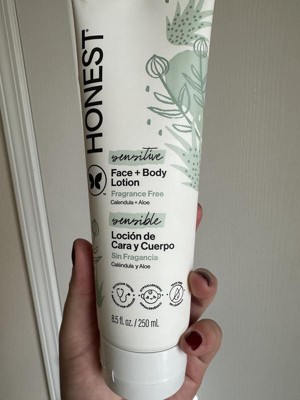 HONEST
sensitive
Face + Body
Lotion
Fragrance Free
Calendula + Aloe
sensible
Loción de
Cara y Cuerpo
Sin Fragancia
Caléndula y Aloe
8.5 fl. oz. / 250 mL